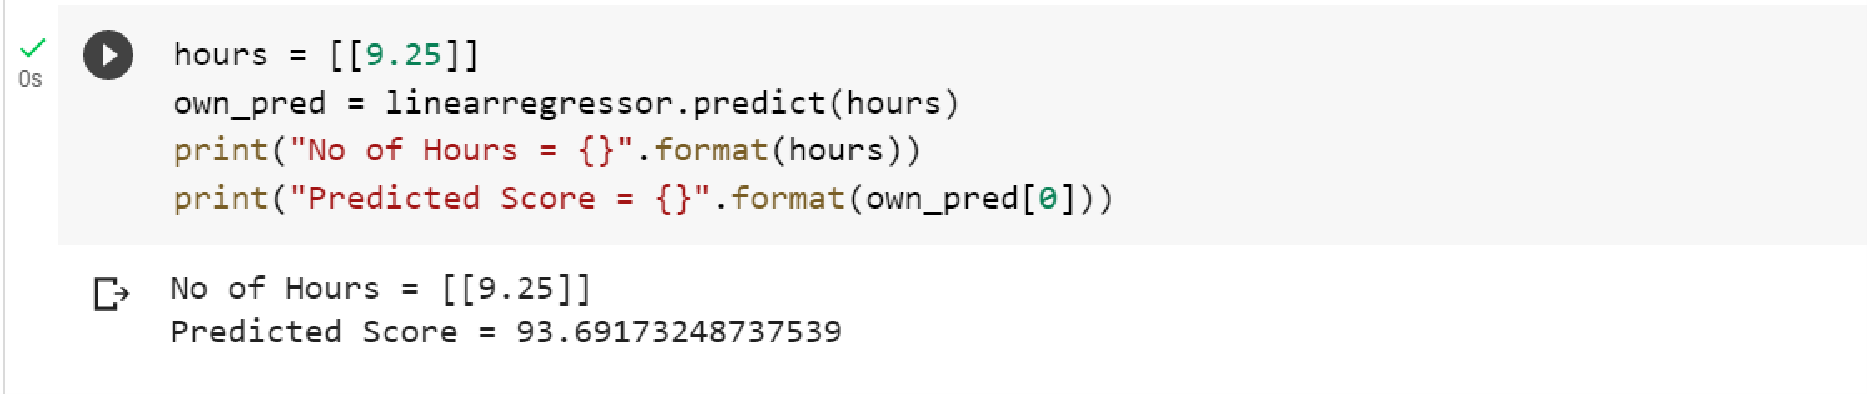 0s
hours = [[9.25]]
own_pred = linearregressor.predict(hours)
print("No of Hours = {}".format(hours))
print("Predicted Score = {}".format(own_pred[0]))
No of Hours = [[9.25]]
Predicted Score = 93.69173248737539